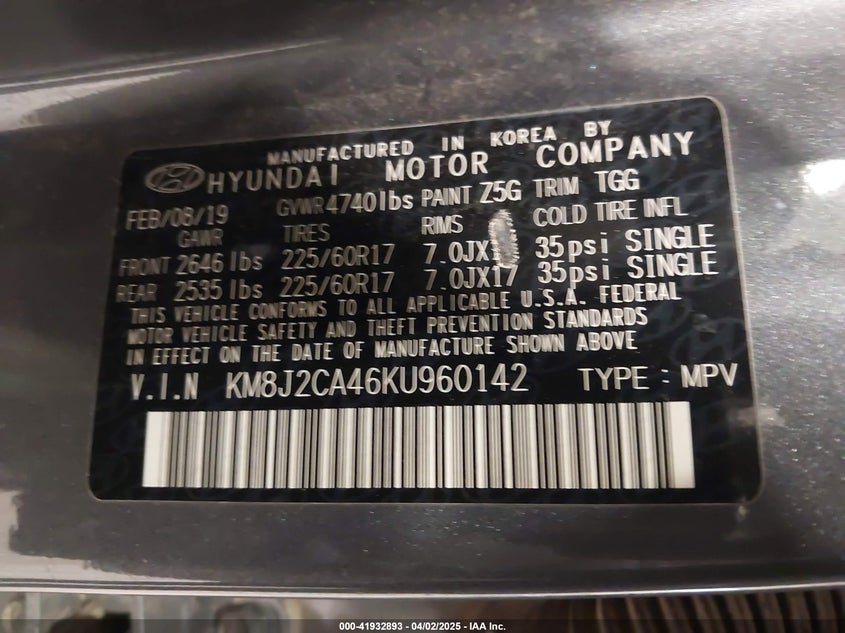 MANUFACTURED IN KOREA BY
HYUNDAI MOTOR COMPANY
FEB/08/19 GVWR 4740lbs PAINT Z5G TRIM TGG
GAWR TIRES RMS COLD TIRE INFL
FRONT 2646 lbs 225/60R17 7.0JX 35psi SINGLE
REAR 2535 lbs 225/60R17 7.0JX17 35psi SINGLE
THIS VEHICLE CONFORMS TO ALL APPLICABLE U.S.A. FEDERAL
MOTOR VEHICLE SAFETY AND THEFT PREVENTION STANDARDS
IN EFFECT ON THE DATE OF MANUFACTURE SHOWN ABOVE
V.I.N KM8J2CA46KU960142 TYPE : MPV
000-41932893 - 04/02/2025 - IAA Inc.